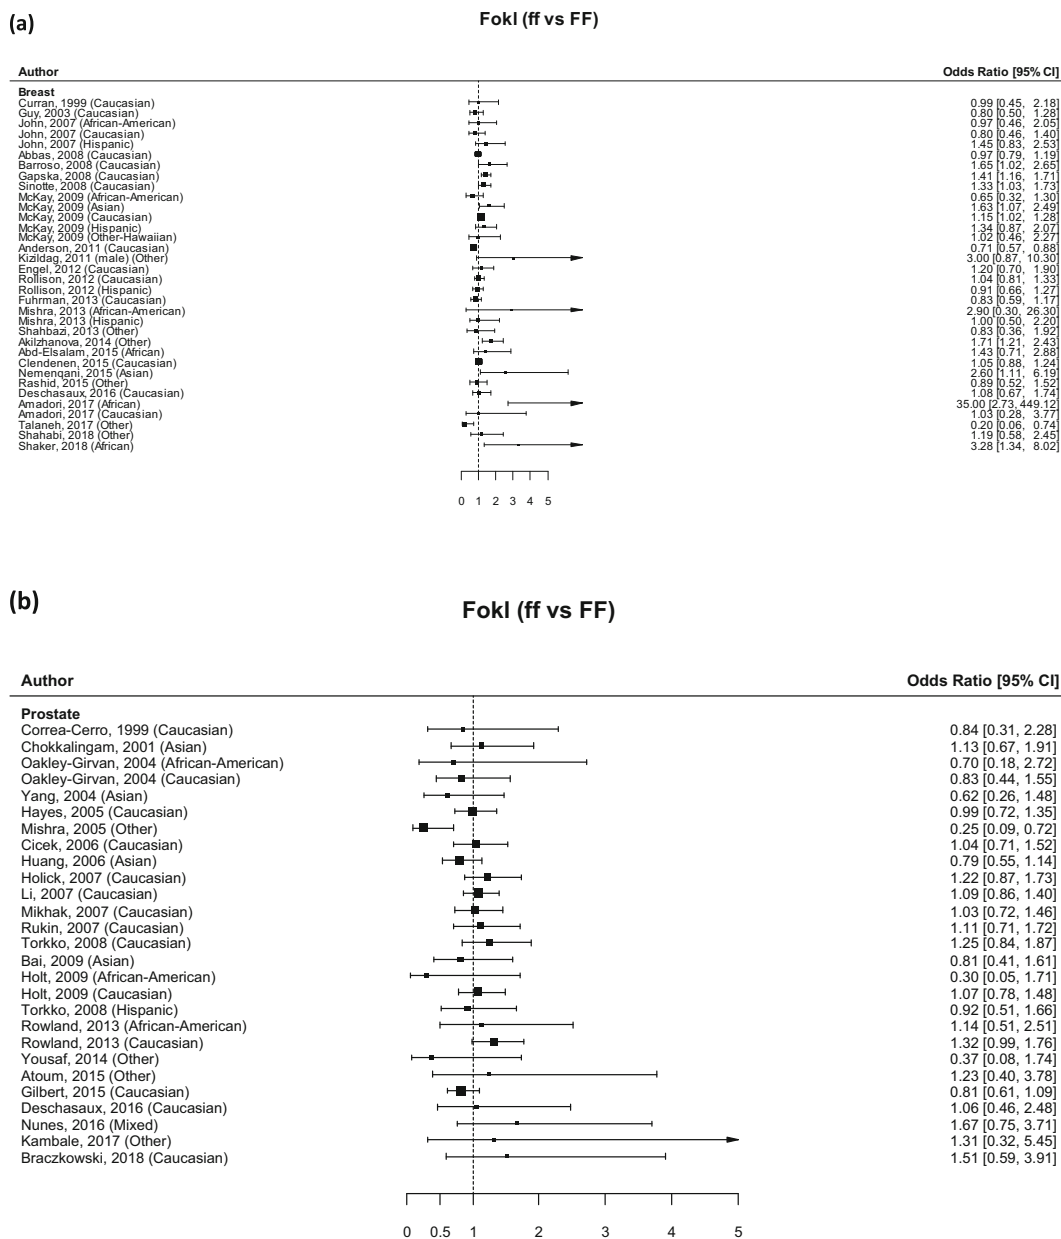 (a)
FokI (ff vs FF)
Author Odds Ratio [95% CI]
Breast
Curran, 1999 (Caucasian) 0.99 [0.45, 2.18]
Guy, 2003 (Caucasian) 0.80 [0.50, 1.28]
John, 2007 (African-American) 0.97 [0.46, 2.05]
John, 2007 (Caucasian) 0.80 [0.46, 1.40]
John, 2007 (Hispanic) 1.45 [0.83, 2.53]
Abbas, 2008 (Caucasian) 0.97 [0.79, 1.19]
Barroso, 2008 (Caucasian) 1.65 [1.02, 2.65]
Gapska, 2008 (Caucasian) 1.41 [1.16, 1.71]
Sinotte, 2008 (Caucasian) 1.33 [1.03, 1.73]
McKay, 2009 (African-American) 0.65 [0.32, 1.30]
McKay, 2009 (Asian) 1.63 [1.07, 2.49]
McKay, 2009 (Caucasian) 1.15 [1.02, 1.28]
McKay, 2009 (Hispanic) 1.34 [0.87, 2.07]
McKay, 2009 (Other-Hawaiian) 1.02 [0.46, 2.27]
Anderson, 2011 (Caucasian) 0.71 [0.57, 0.88]
Kizildag, 2011 (male) (Other) 3.00 [0.87, 10.30]
Engel, 2012 (Caucasian) 1.20 [0.70, 1.90]
Rollison, 2012 (Caucasian) 1.04 [0.81, 1.33]
Rollison, 2012 (Hispanic) 0.91 [0.66, 1.27]
Fuhrman, 2013 (Caucasian) 0.83 [0.59, 1.17]
Mishra, 2013 (African-American) 2.90 [0.30, 26.30]
Mishra, 2013 (Hispanic) 1.00 [0.50, 2.20]
Shahbazi, 2013 (Other) 0.83 [0.36, 1.92]
Akilzhanova, 2014 (Other) 1.71 [1.21, 2.43]
Abd-Elsalam, 2015 (African) 1.43 [0.71, 2.88]
Clendenen, 2015 (Caucasian) 1.05 [0.88, 1.24]
Nemenqani, 2015 (Asian) 2.60 [1.11, 6.19]
Rashid, 2015 (Other) 0.89 [0.52, 1.52]
Deschasaux, 2016 (Caucasian) 1.08 [0.67, 1.74]
Amadori, 2017 (African) 35.00 [2.73, 449.12]
Amadori, 2017 (Caucasian) 1.03 [0.28, 3.77]
Talaneh, 2017 (Other) 0.20 [0.06, 0.74]
Shahabi, 2018 (Other) 1.19 [0.58, 2.45]
Shaker, 2018 (African) 3.28 [1.34, 8.02]
0 1 2 3 4 5
(b)
FokI (ff vs FF)
Author Odds Ratio [95% CI]
Prostate
Correa-Cerro, 1999 (Caucasian) 0.84 [0.31, 2.28]
Chokkalingam, 2001 (Asian) 1.13 [0.67, 1.91]
Oakley-Girvan, 2004 (African-American) 0.70 [0.18, 2.72]
Oakley-Girvan, 2004 (Caucasian) 0.83 [0.44, 1.55]
Yang, 2004 (Asian) 0.62 [0.26, 1.48]
Hayes, 2005 (Caucasian) 0.99 [0.72, 1.35]
Mishra, 2005 (Other) 0.25 [0.09, 0.72]
Cicek, 2006 (Caucasian) 1.04 [0.71, 1.52]
Huang, 2006 (Asian) 0.79 [0.55, 1.14]
Holick, 2007 (Caucasian) 1.22 [0.87, 1.73]
Li, 2007 (Caucasian) 1.09 [0.86, 1.40]
Mikhak, 2007 (Caucasian) 1.03 [0.72, 1.46]
Rukin, 2007 (Caucasian) 1.11 [0.71, 1.72]
Torkko, 2008 (Caucasian) 1.25 [0.84, 1.87]
Bai, 2009 (Asian) 0.81 [0.41, 1.61]
Holt, 2009 (African-American) 0.30 [0.05, 1.71]
Holt, 2009 (Caucasian) 1.07 [0.78, 1.48]
Torkko, 2008 (Hispanic) 0.92 [0.51, 1.66]
Rowland, 2013 (African-American) 1.14 [0.51, 2.51]
Rowland, 2013 (Caucasian) 1.32 [0.99, 1.76]
Yousaf, 2014 (Other) 0.37 [0.08, 1.74]
Atoum, 2015 (Other) 1.23 [0.40, 3.78]
Gilbert, 2015 (Caucasian) 0.81 [0.61, 1.09]
Deschasaux, 2016 (Caucasian) 1.06 [0.46, 2.48]
Nunes, 2016 (Mixed) 1.67 [0.75, 3.71]
Kambale, 2017 (Other) 1.31 [0.32, 5.45]
Braczkowski, 2018 (Caucasian) 1.51 [0.59, 3.91]
0 0.5 1 2 3 4 5